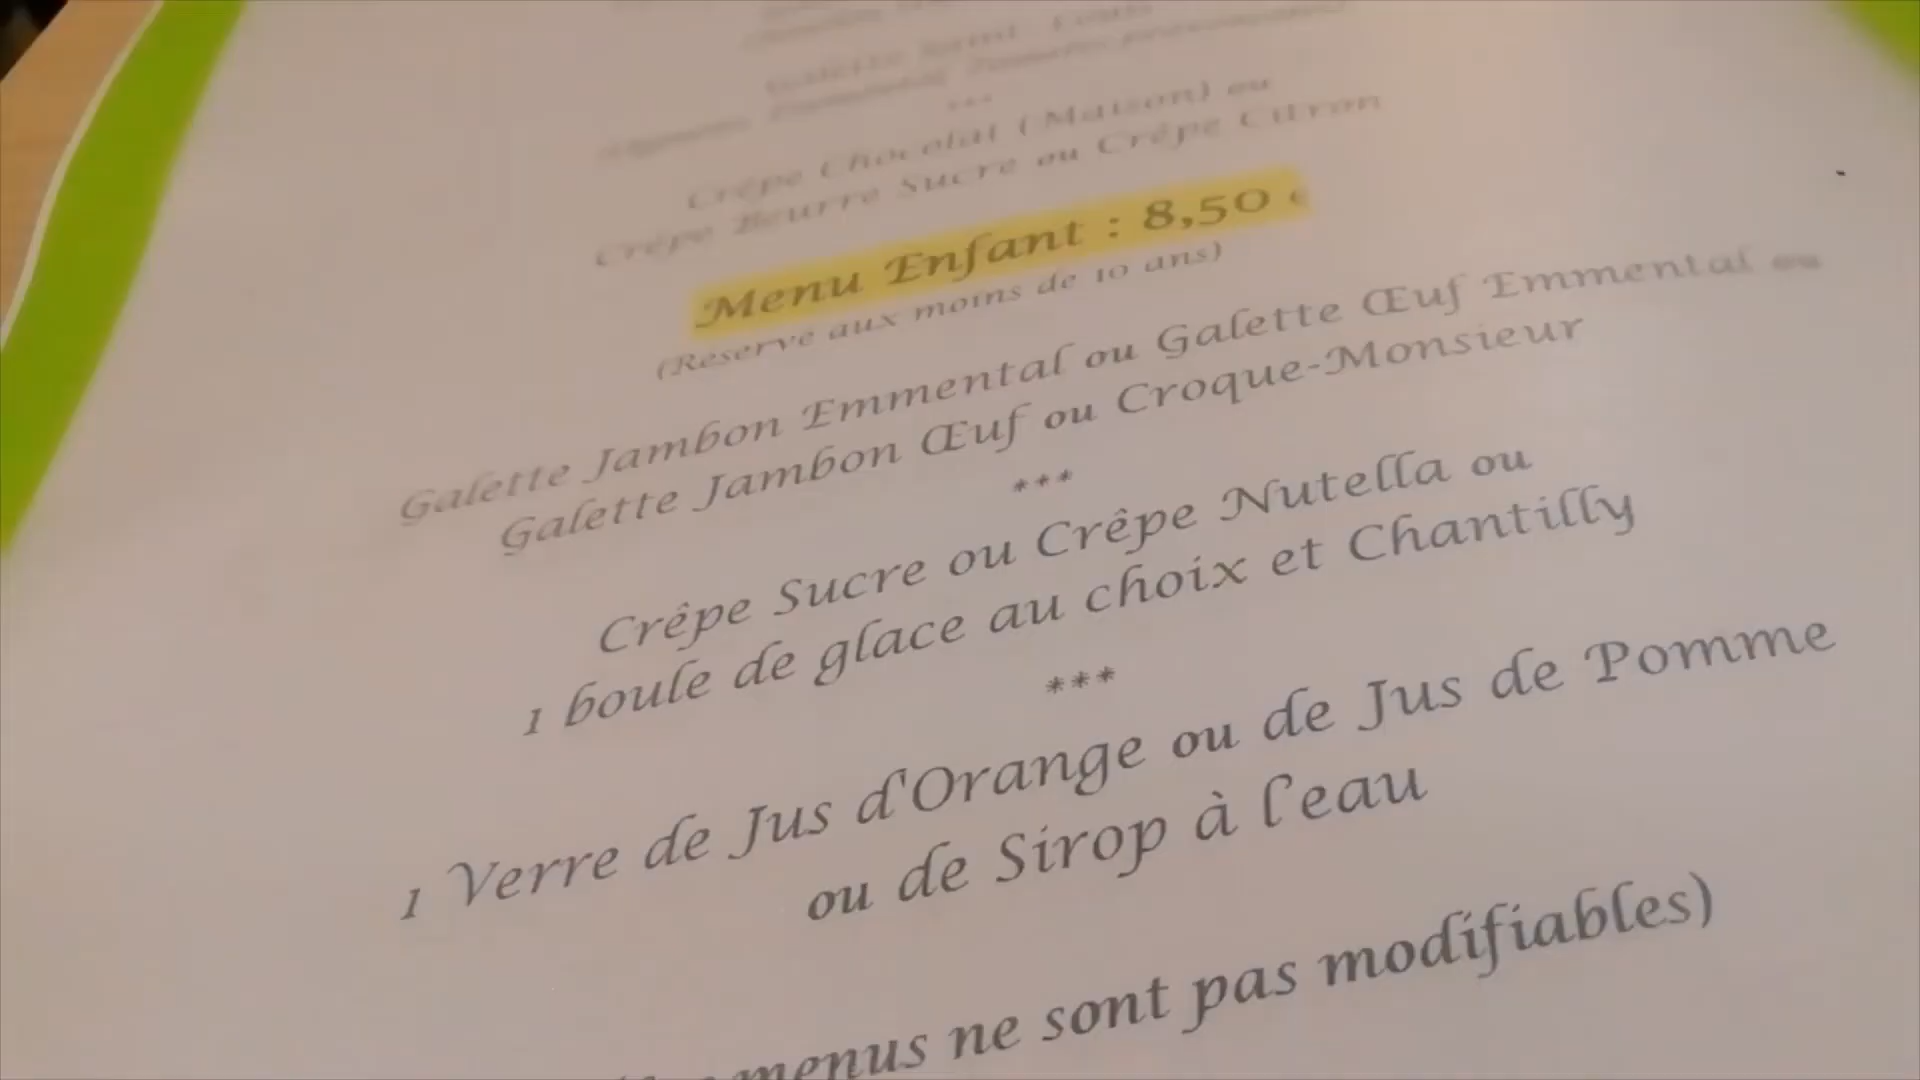 ***
Crêpe Chocolat (Maison) ou
Crêpe Beurre Sucre ou Crêpe Citron
Menu Enfant : 8,50 €
(Réservé aux moins de 10 ans)
Galette Jambon Emmental ou Galette Œuf Emmental ou
Galette Jambon Œuf ou Croque-Monsieur
***
Crêpe Sucre ou Crêpe Nutella ou
1 boule de glace au choix et Chantilly
***
1 Verre de Jus d'Orange ou de Jus de Pomme
ou de Sirop à l'eau
menus ne sont pas modifiables)